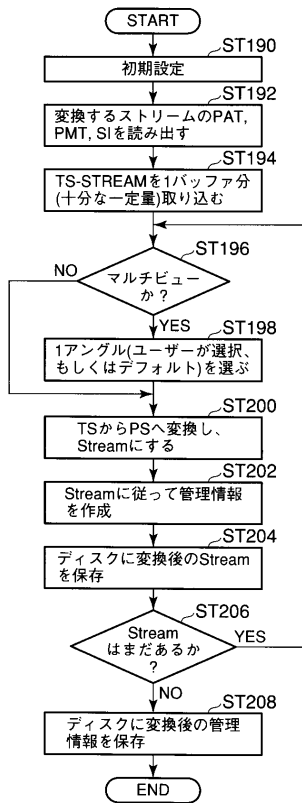 START
ST190
初期設定
ST192
変換するストリームのPAT,
PMT, SIを読み出す
ST194
TS-STREAMを1バッファ分
(十分な一定量)取り込む
ST196
NO
マルチビュー
か?
YES
ST198
1アングル(ユーザーが選択、
もしくはデフォルト)を選ぶ
ST200
TSからPSへ変換し、
Streamにする
ST202
Streamに従って管理情報
を作成
ST204
ディスクに変換後のStream
を保存
ST206
Stream
はまだあるか
?
YES
NO
ST208
ディスクに変換後の管理
情報を保存
END